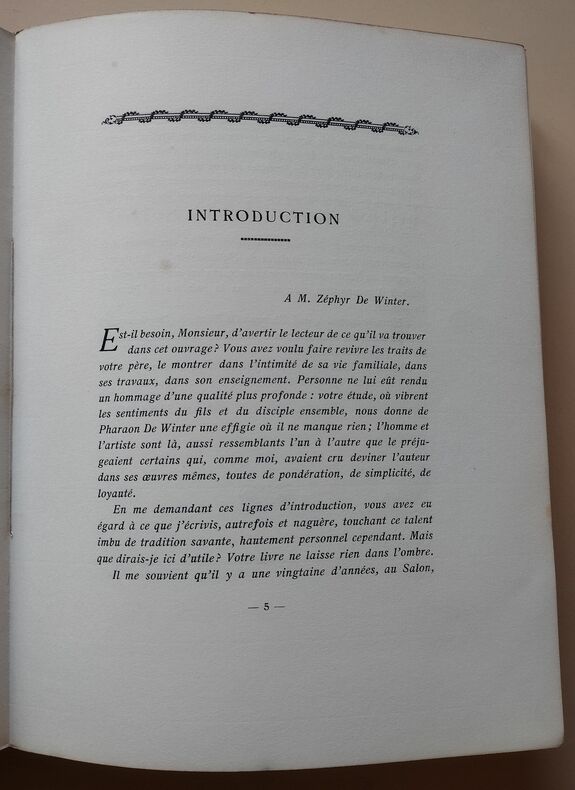 INTRODUCTION
A M. Zéphyr De Winter.
Est-il besoin, Monsieur, d'avertir le lecteur de ce qu'il va trouver
dans cet ouvrage? Vous avez voulu faire revivre les traits de
votre père, le montrer dans l'intimité de sa vie familiale, dans
ses travaux, dans son enseignement. Personne ne lui eût rendu
un hommage d'une qualité plus profonde : votre étude, où vibrent
les sentiments du fils et du disciple ensemble, nous donne de
Pharaon De Winter une effigie où il ne manque rien; l'homme et
l'artiste sont là, aussi ressemblants l'un à l'autre que le préju-
geaient certains qui, comme moi, avaient cru deviner l'auteur
dans ses œuvres mêmes, toutes de pondération, de simplicité, de
loyauté.
En me demandant ces lignes d'introduction, vous avez eu
égard à ce que j'écrivis, autrefois et naguère, touchant ce talent
imbu de tradition savante, hautement personnel cependant. Mais
que dirais-je ici d'utile? Votre livre ne laisse rien dans l'ombre.
Il me souvient qu'il y a une vingtaine d'années, au Salon,
— 5 —